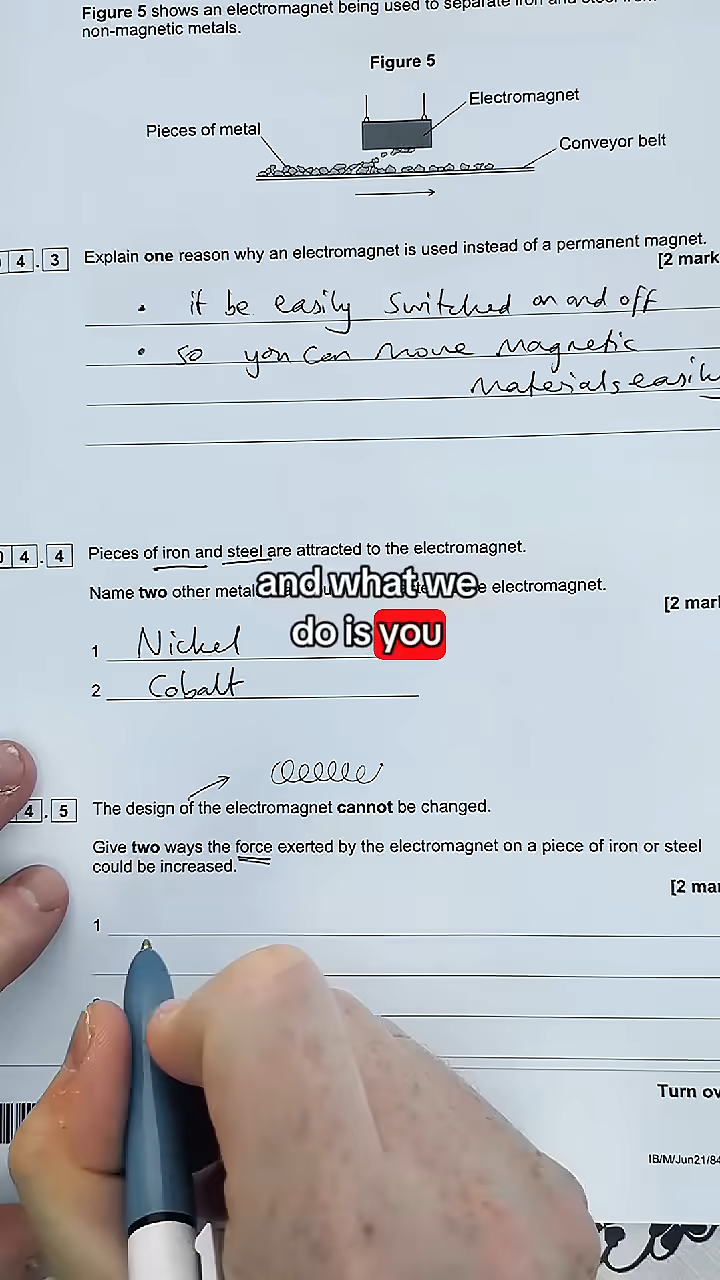 Figure 5 shows an electromagnet being used to separate iron and steel from
non-magnetic metals.
Figure 5
Electromagnet
Pieces of metal
Conveyor belt
4 . 3 Explain one reason why an electromagnet is used instead of a permanent magnet.
[2 mark
• it be easily switched on and off
• so you can move magnetic
materials easily
0 4 . 4 Pieces of iron and steel are attracted to the electromagnet.
Name two other metal e electromagnet.
and what we
[2 mar
do is you
1 Nickel
2 Cobalt
4 . 5 The design of the electromagnet cannot be changed.
Give two ways the force exerted by the electromagnet on a piece of iron or steel
could be increased.
[2 mar
1
Turn ov
IB/M/Jun21/84